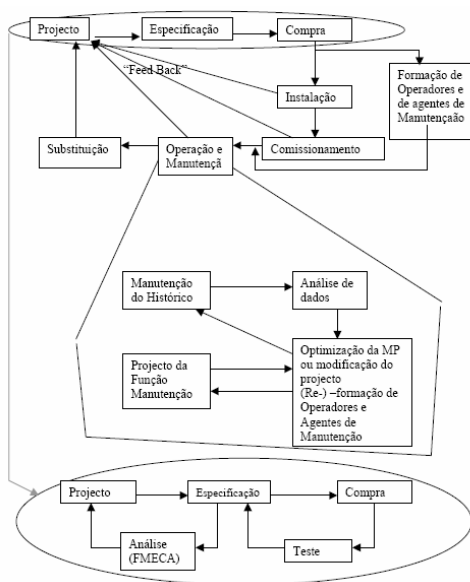 Projecto
Especificação
Compra
“Feed Back”
Formação de
Operadores e
de agentes de
Manutençaão
Instalação
Substituição
Operação e
Manutençã
Comissionamento
Manutenção
do Histórico
Análise de
dados
Projecto da
Função
Manutenção
Optimização da MP
ou modificação do
projecto
(Re-) –formação de
Operadores e
Agentes de
Manutenção
Projecto
Especificação
Compra
Análise
(FMECA)
Teste